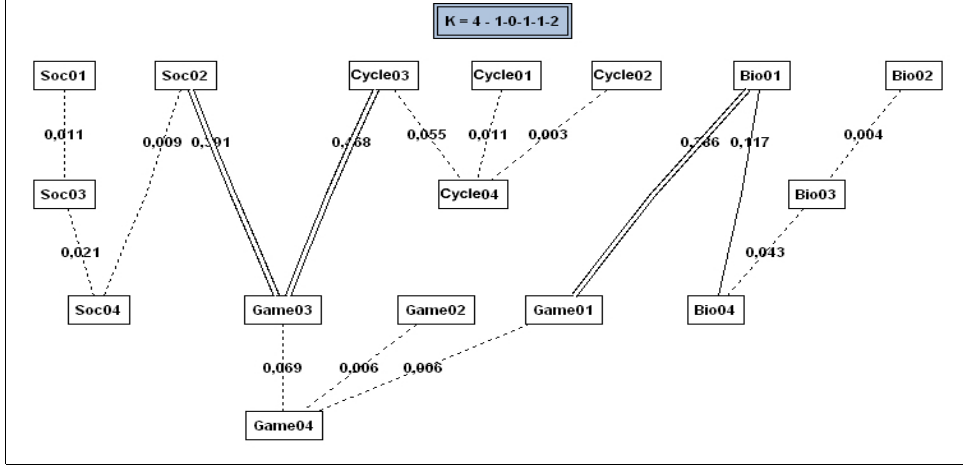 K = 4 - 1-0-1-1-2
Soc01
Soc02
Cycle03
Cycle01
Cycle02
Bio01
Bio02
0,011
0,009
0,391
0,055
0,011
0,003
0,117
0,004
Soc03
Cycle04
Bio03
0,021
0,043
Soc04
Game03
Game02
Game01
Bio04
0,069
0,006
0,006
Game04